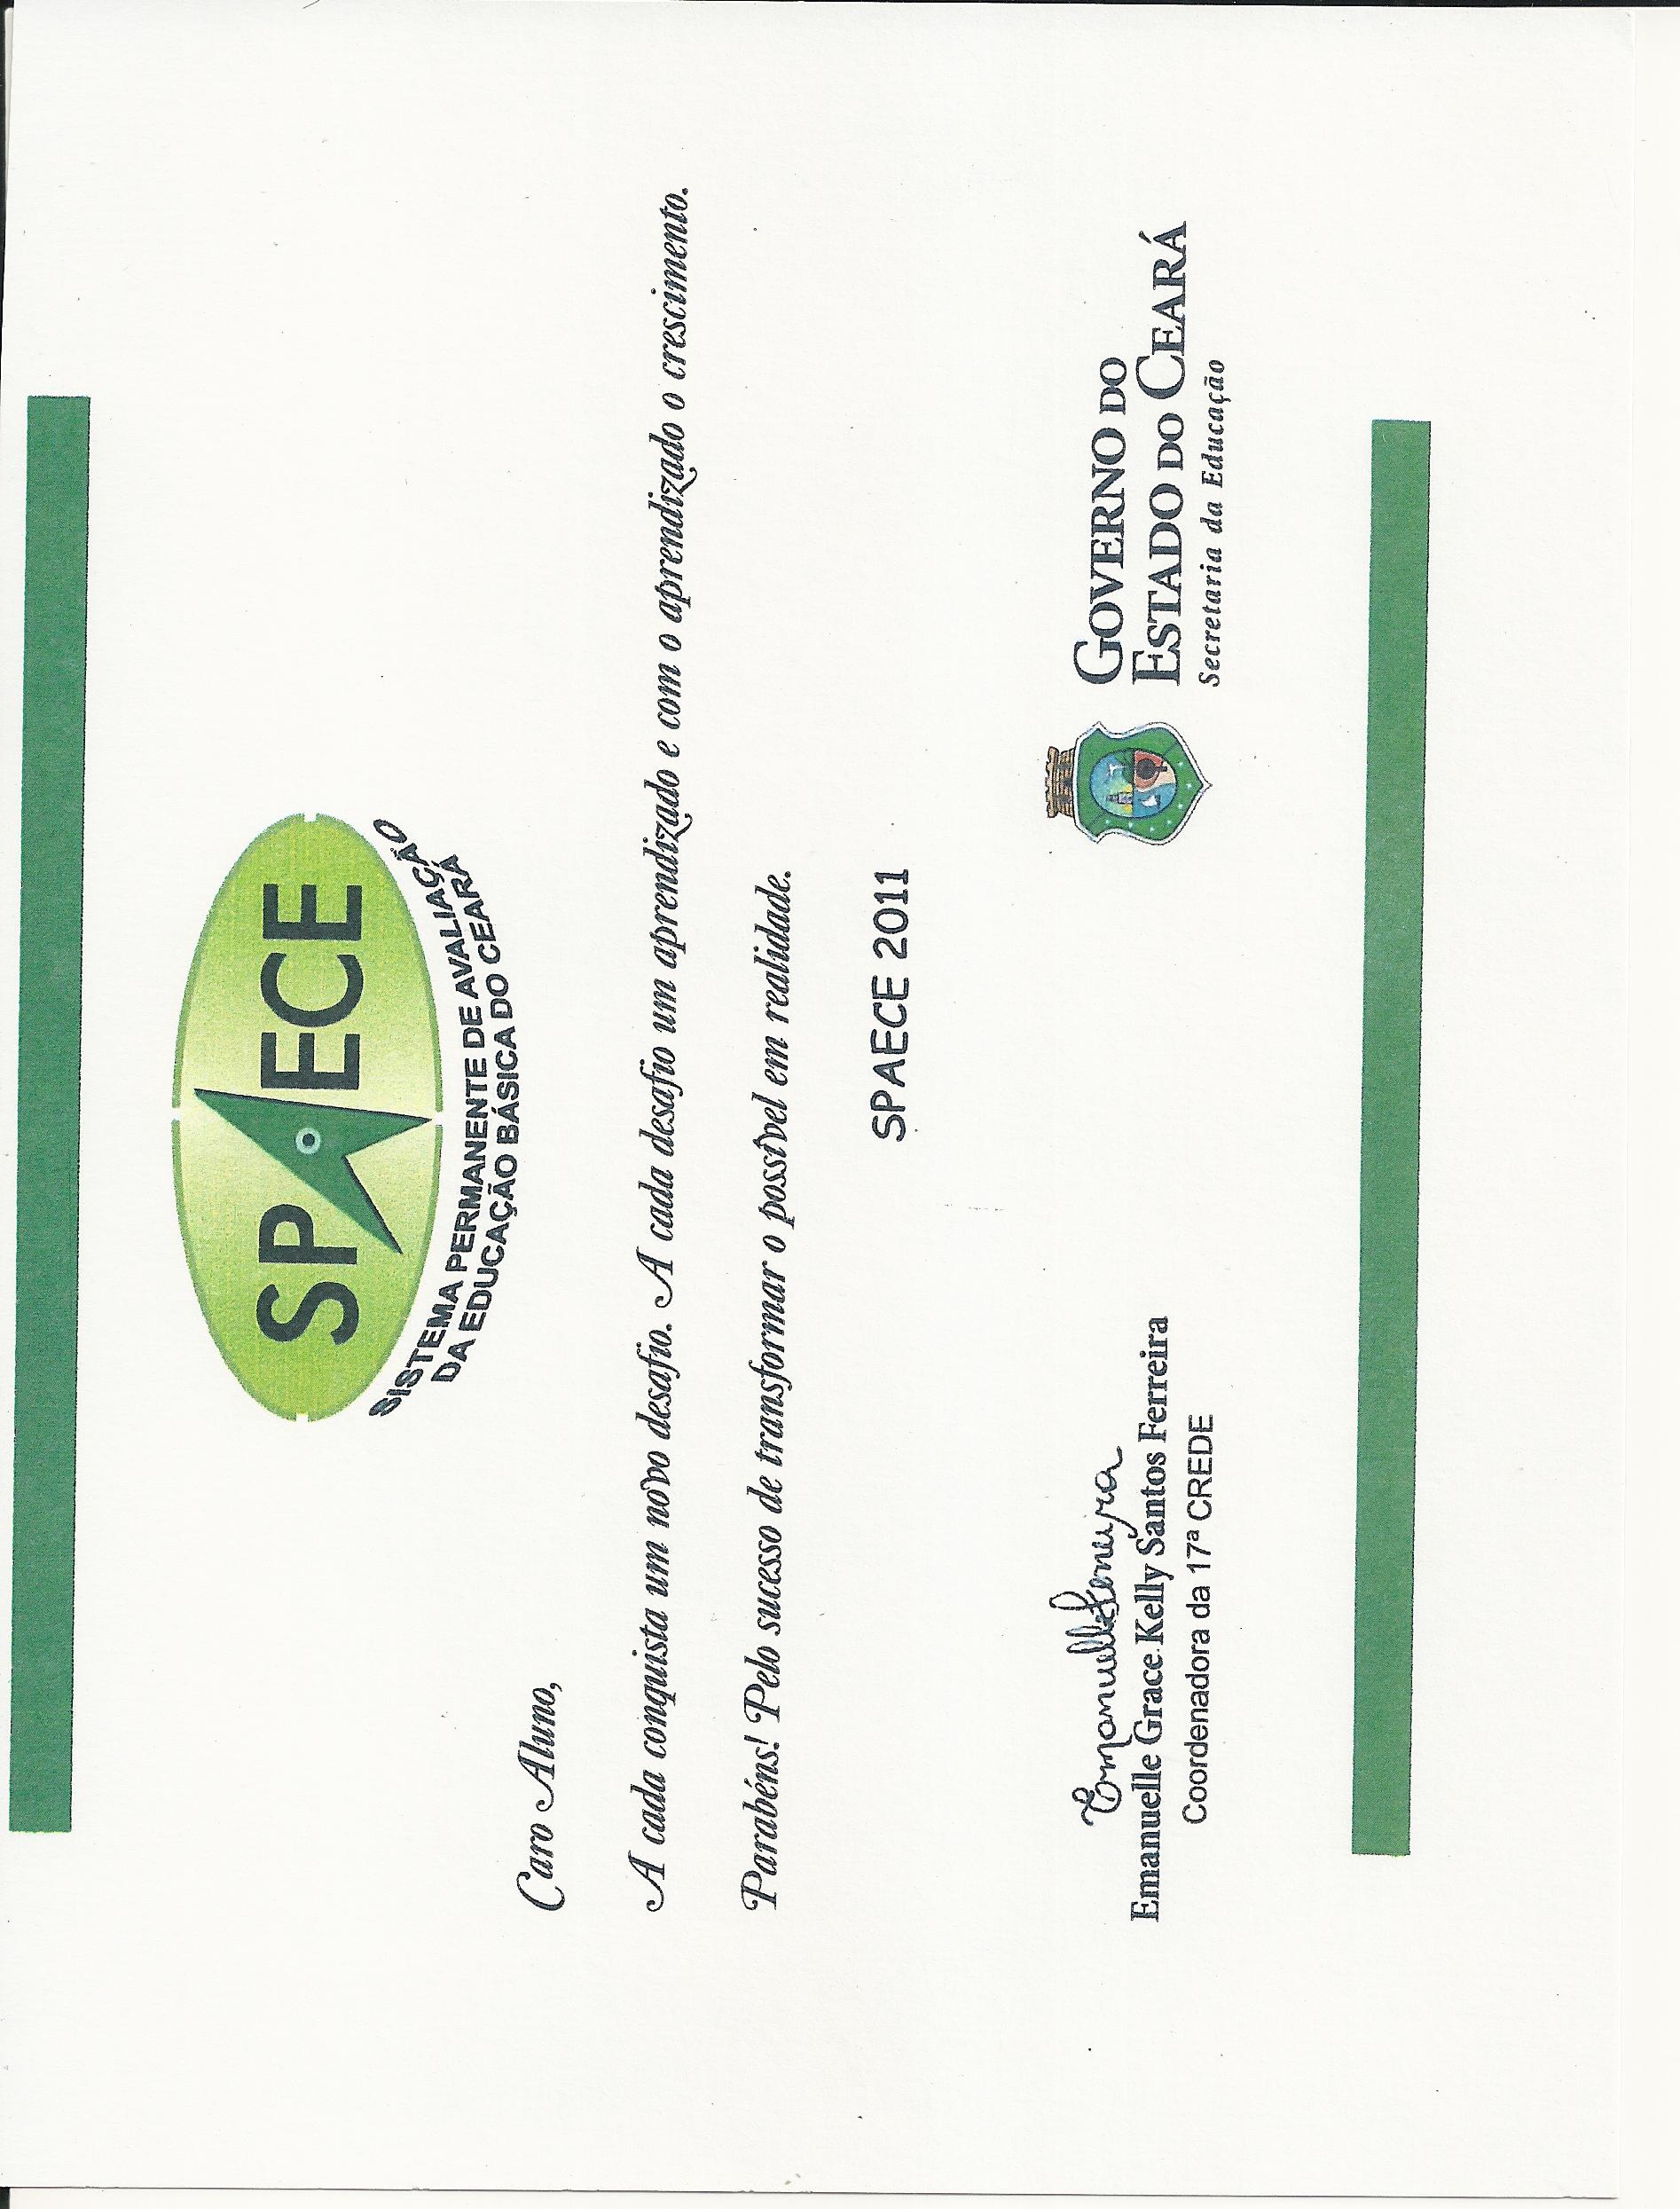 SPAECE
SISTEMA PERMANENTE DE AVALIAÇÃO
DA EDUCAÇÃO BÁSICA DO CEARÁ
Caro Aluno,
A cada conquista um novo desafio. A cada desafio um aprendizado e com o aprendizado o crescimento.
Parabéns! Pelo sucesso de transformar o possível em realidade.
SPAECE 2011
Emanuelle Ferreira
Emanuelle Grace Kelly Santos Ferreira
Coordenadora da 17ª CREDE
GOVERNO DO
ESTADO DO CEARÁ
Secretaria da Educação